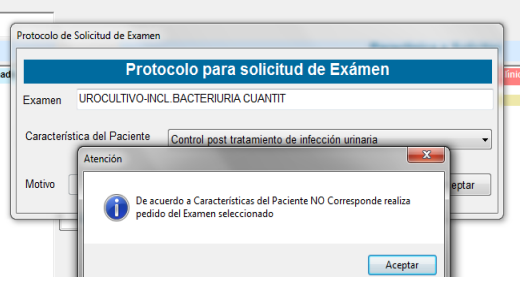 Protocolo de Solicitud de Examen
Protocolo para solicitud de Exámen
Examen UROCULTIVO-INCL.BACTERIURIA CUANTIT
Característica del Paciente Control post tratamiento de infección urinaria
Atención
Motivo
De acuerdo a Características del Paciente NO Corresponde realiza
pedido del Examen seleccionado
Aceptar